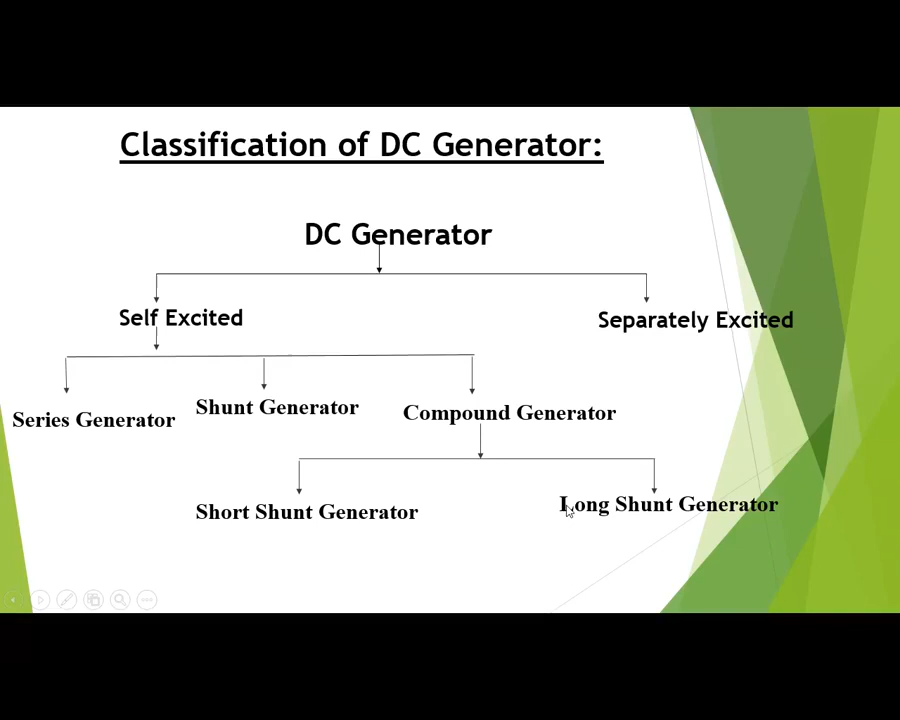 Classification of DC Generator:
DC Generator
Self Excited
Separately Excited
Series Generator
Shunt Generator
Compound Generator
Short Shunt Generator
Long Shunt Generator